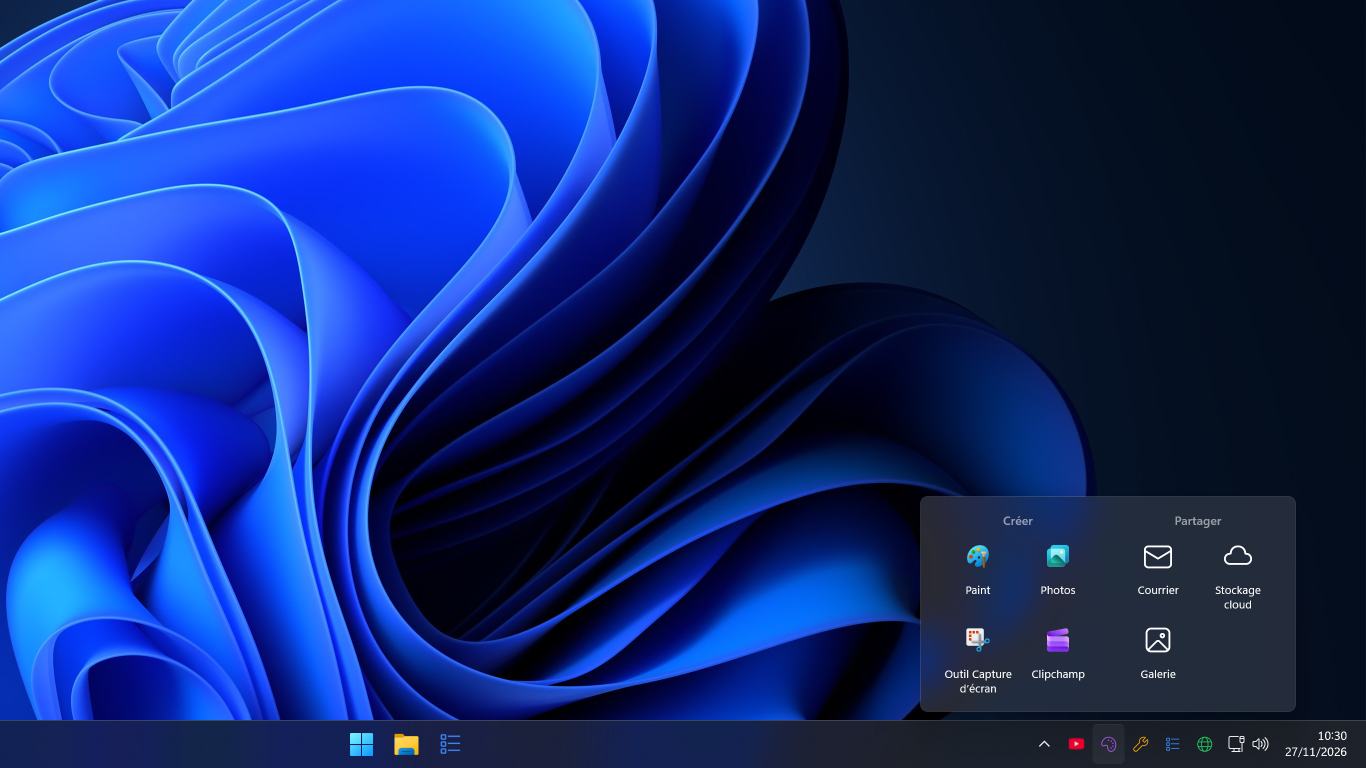 Créer
Partager
Paint
Photos
Courrier
Stockage
cloud
Outil Capture
d'écran
Clipchamp
Galerie
10:30
27/11/2026